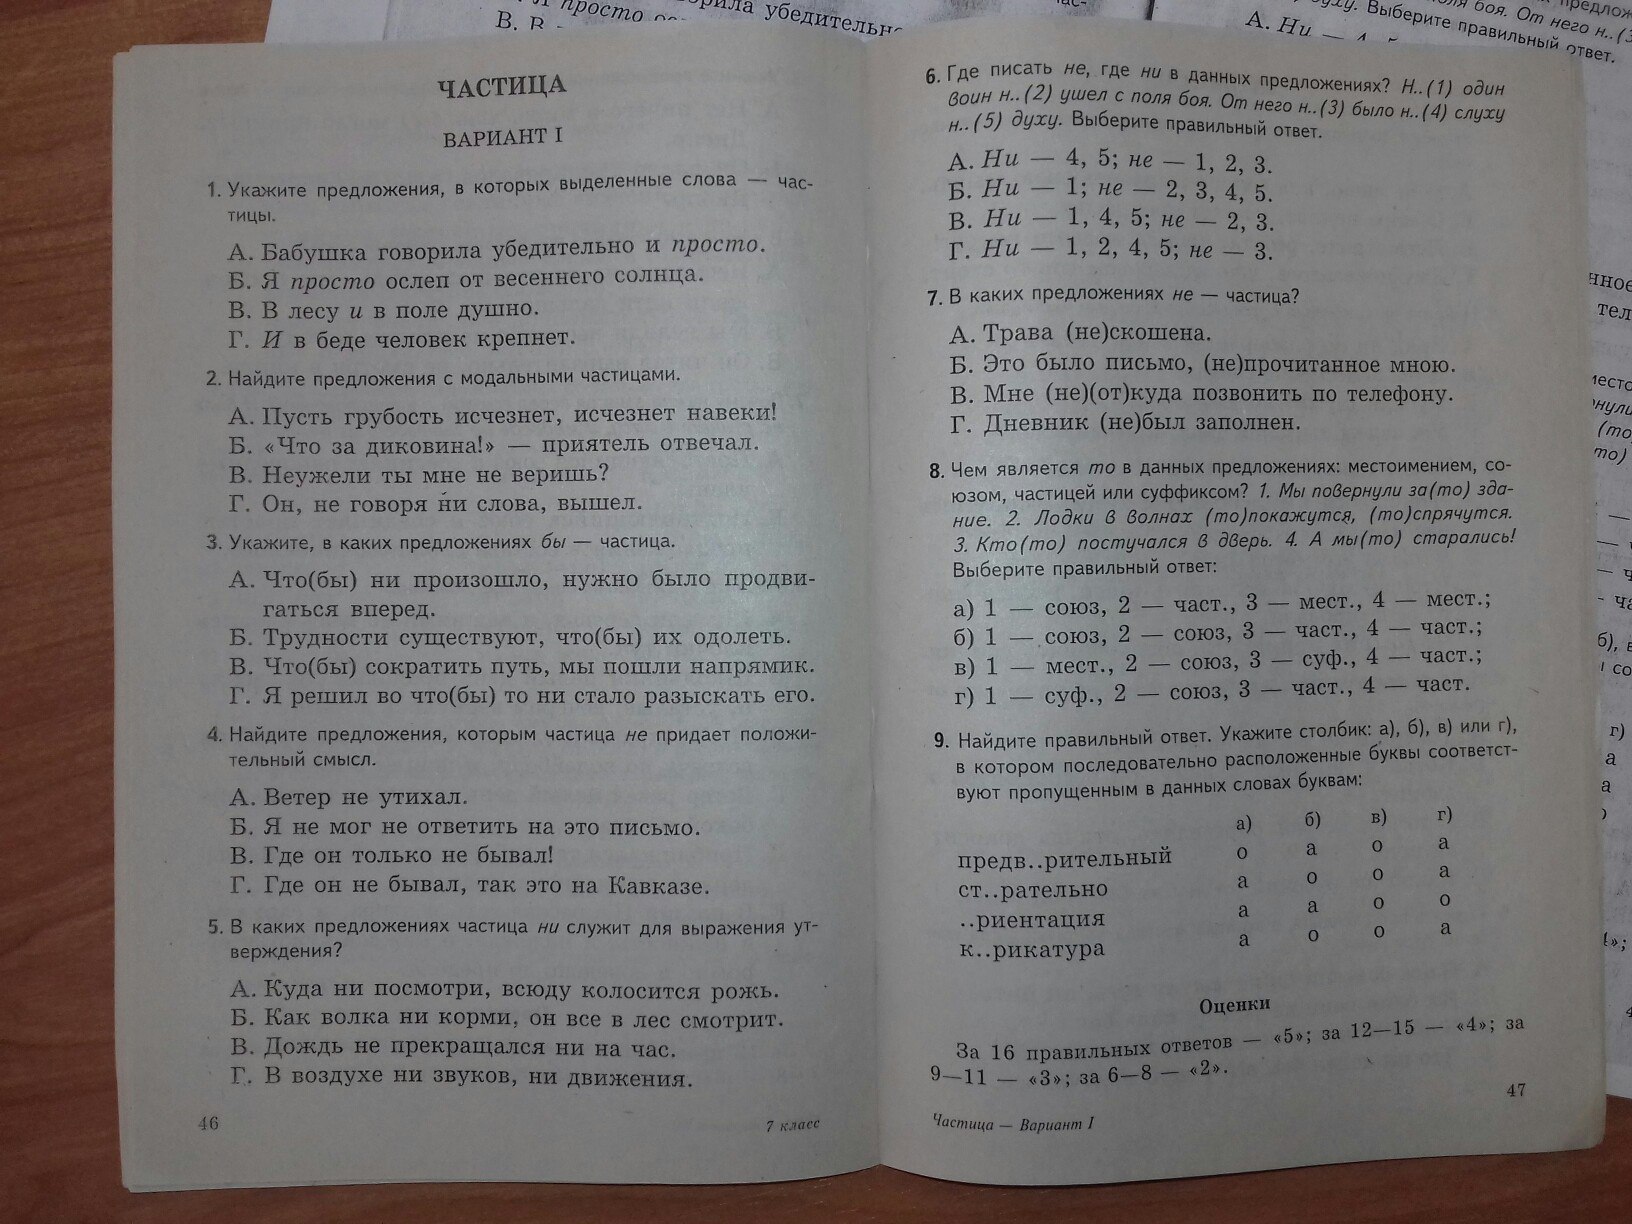 ЧАСТИЦА
ВАРИАНТ I
1. Укажите предложения, в которых выделенные слова — час-
тицы.
А. Бабушка говорила убедительно и просто.
Б. Я просто ослеп от весеннего солнца.
В. В лесу и в поле душно.
Г. И в беде человек крепнет.
2. Найдите предложения с модальными частицами.
А. Пусть грубость исчезнет, исчезнет навеки!
Б. «Что за диковина!» — приятель отвечал.
В. Неужели ты мне не веришь?
Г. Он, не говоря ни слова, вышел.
3. Укажите, в каких предложениях бы — частица.
А. Что(бы) ни произошло, нужно было продви-
гаться вперед.
Б. Трудности существуют, что(бы) их одолеть.
В. Что(бы) сократить путь, мы пошли напрямик.
Г. Я решил во что(бы) то ни стало разыскать его.
4. Найдите предложения, которым частица не придает положи-
тельный смысл.
А. Ветер не утихал.
Б. Я не мог не ответить на это письмо.
В. Где он только не бывал!
Г. Где он не бывал, так это на Кавказе.
5. В каких предложениях частица ни служит для выражения ут-
верждения?
А. Куда ни посмотри, всюду колосится рожь.
Б. Как волка ни корми, он все в лес смотрит.
В. Дождь не прекращался ни на час.
Г. В воздухе ни звуков, ни движения.
46
7 класс
6. Где писать не, где ни в данных предложениях? Н..(1) один
воин н..(2) ушел с поля боя. От него н..(3) было н..(4) слуху
н..(5) духу. Выберите правильный ответ.
А. Ни — 4, 5; не — 1, 2, 3.
Б. Ни — 1; не — 2, 3, 4, 5.
В. Ни — 1, 4, 5; не — 2, 3.
Г. Ни — 1, 2, 4, 5; не — 3.
7. В каких предложениях не — частица?
А. Трава (не)скошена.
Б. Это было письмо, (не)прочитанное мною.
В. Мне (не)(от)куда позвонить по телефону.
Г. Дневник (не)был заполнен.
8. Чем является то в данных предложениях: местоимением, со-
юзом, частицей или суффиксом? 1. Мы повернули за(то) зда-
ние. 2. Лодки в волнах (то)покажутся, (то)спрячутся.
3. Кто(то) постучался в дверь. 4. А мы(то) старались!
Выберите правильный ответ:
а) 1 — союз, 2 — част., 3 — мест., 4 — мест.;
б) 1 — союз, 2 — союз, 3 — част., 4 — част.;
в) 1 — мест., 2 — союз, 3 — суф., 4 — част.;
г) 1 — суф., 2 — союз, 3 — част., 4 — част.
9. Найдите правильный ответ. Укажите столбик: а), б), в) или г),
в котором последовательно расположенные буквы соответст-
вуют пропущенным в данных словах буквам:
а) б) в) г)
предв..рительный о а о а
ст..рательно а о о а
..риентация а а о о
к..рикатура а о о а
Оценки
За 16 правильных ответов — «5»; за 12—15 — «4»; за
9—11 — «3»; за 6—8 — «2».
47
Частица — Вариант I